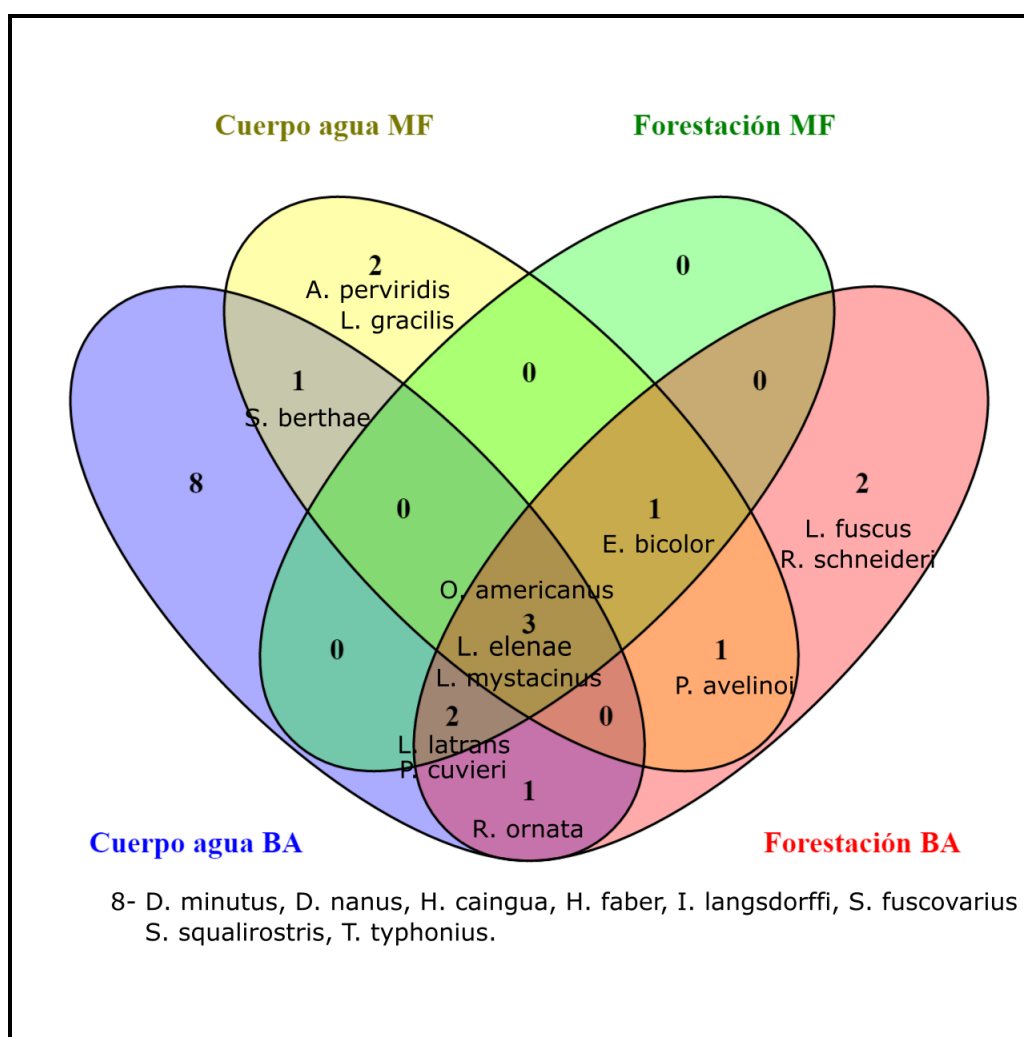 Cuerpo agua MF
Forestación MF
2
A. perviridis
L. gracilis
0
0
1
S. berthae
0
8
2
L. fuscus
R. schneideri
0
1
E. bicolor
O. americanus
3
L. elenae
L. mystacinus
0
1
P. avelinoi
2
L. latrans
P. cuvieri
0
1
R. ornata
Cuerpo agua BA
Forestación BA
8- D. minutus, D. nanus, H. caingua, H. faber, I. langsdorffi, S. fuscovarius
S. squalirostris, T. typhonius.